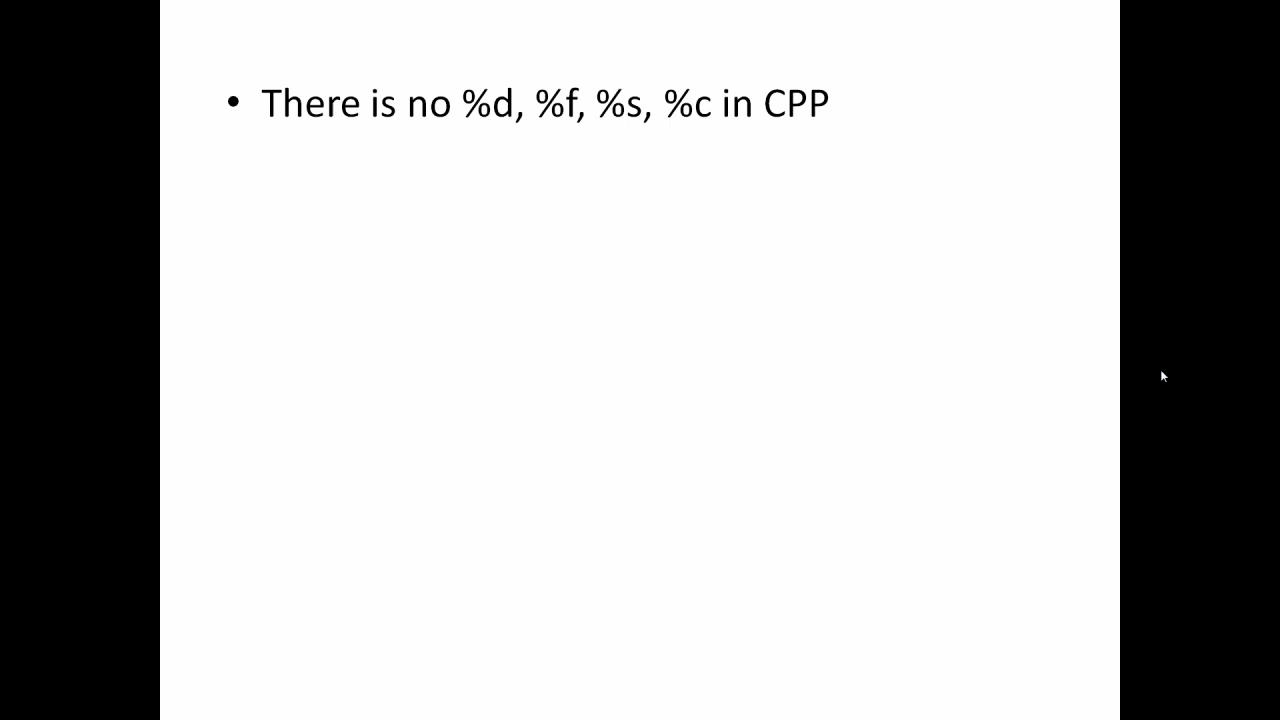 • There is no %d, %f, %s, %c in CPP